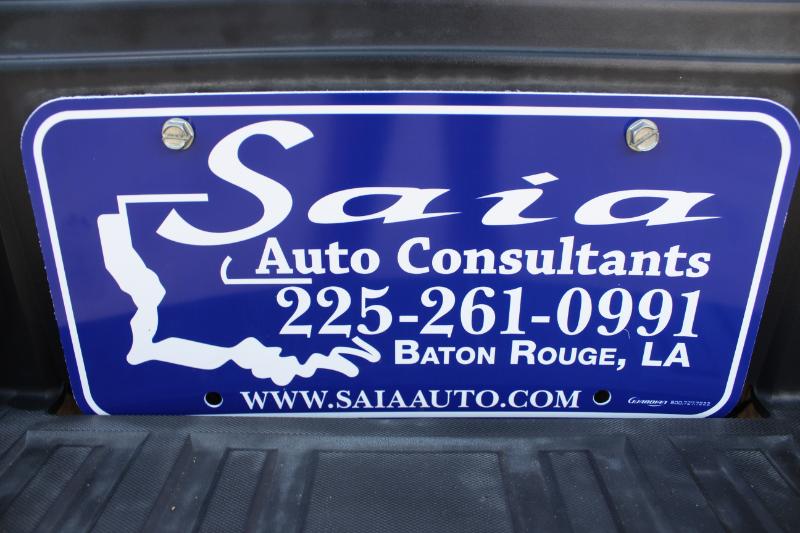 Saia
Auto Consultants
225-261-0991
BATON ROUGE, LA
WWW.SAIAAUTO.COM